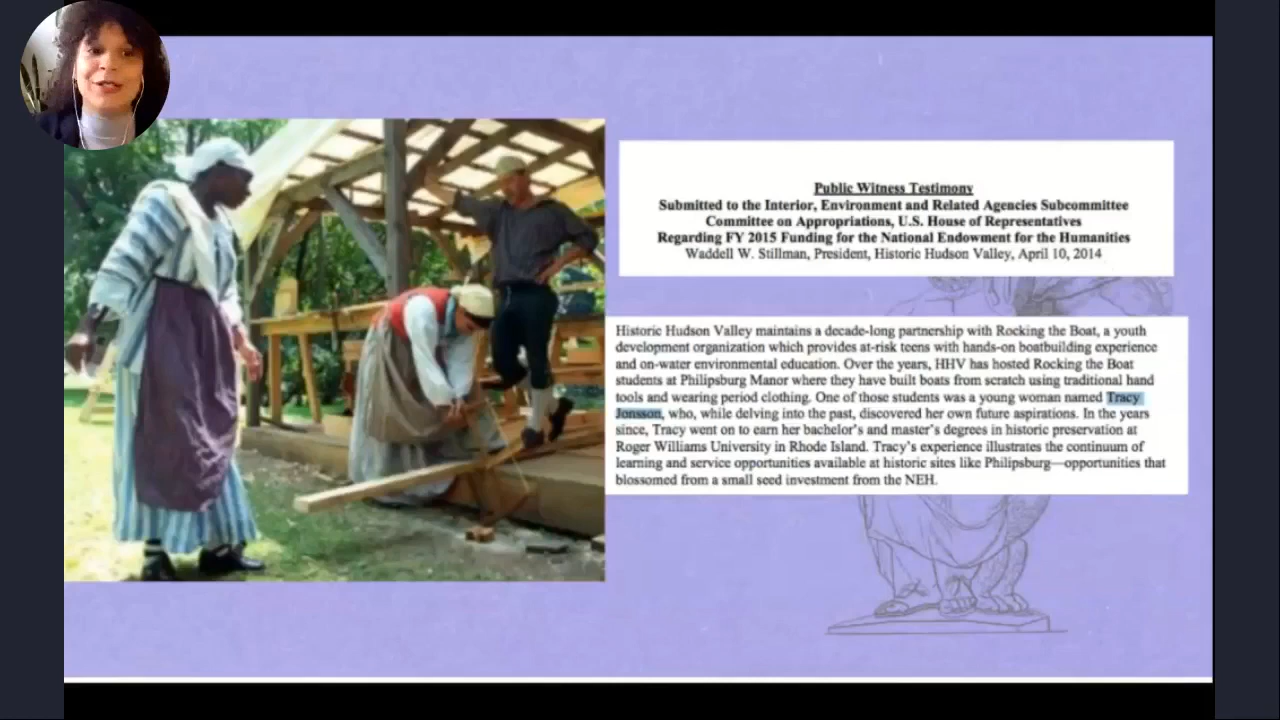 Public Witness Testimony
Submitted to the Interior, Environment and Related Agencies Subcommittee
Committee on Appropriations, U.S. House of Representatives
Regarding FY 2015 Funding for the National Endowment for the Humanities
Waddell W. Stillman, President, Historic Hudson Valley, April 10, 2014
Historic Hudson Valley maintains a decade-long partnership with Rocking the Boat, a youth
development organization which provides at-risk teens with hands-on boatbuilding experience
and on-water environmental education. Over the years, HHV has hosted Rocking the Boat
students at Philipsburg Manor where they have built boats from scratch using traditional hand
tools and wearing period clothing. One of those students was a young woman named Tracy
Jonsson, who, while delving into the past, discovered her own future aspirations. In the years
since, Tracy went on to earn her bachelor's and master's degrees in historic preservation at
Roger Williams University in Rhode Island. Tracy's experience illustrates the continuum of
learning and service opportunities available at historic sites like Philipsburg—opportunities that
blossomed from a small seed investment from the NEH.